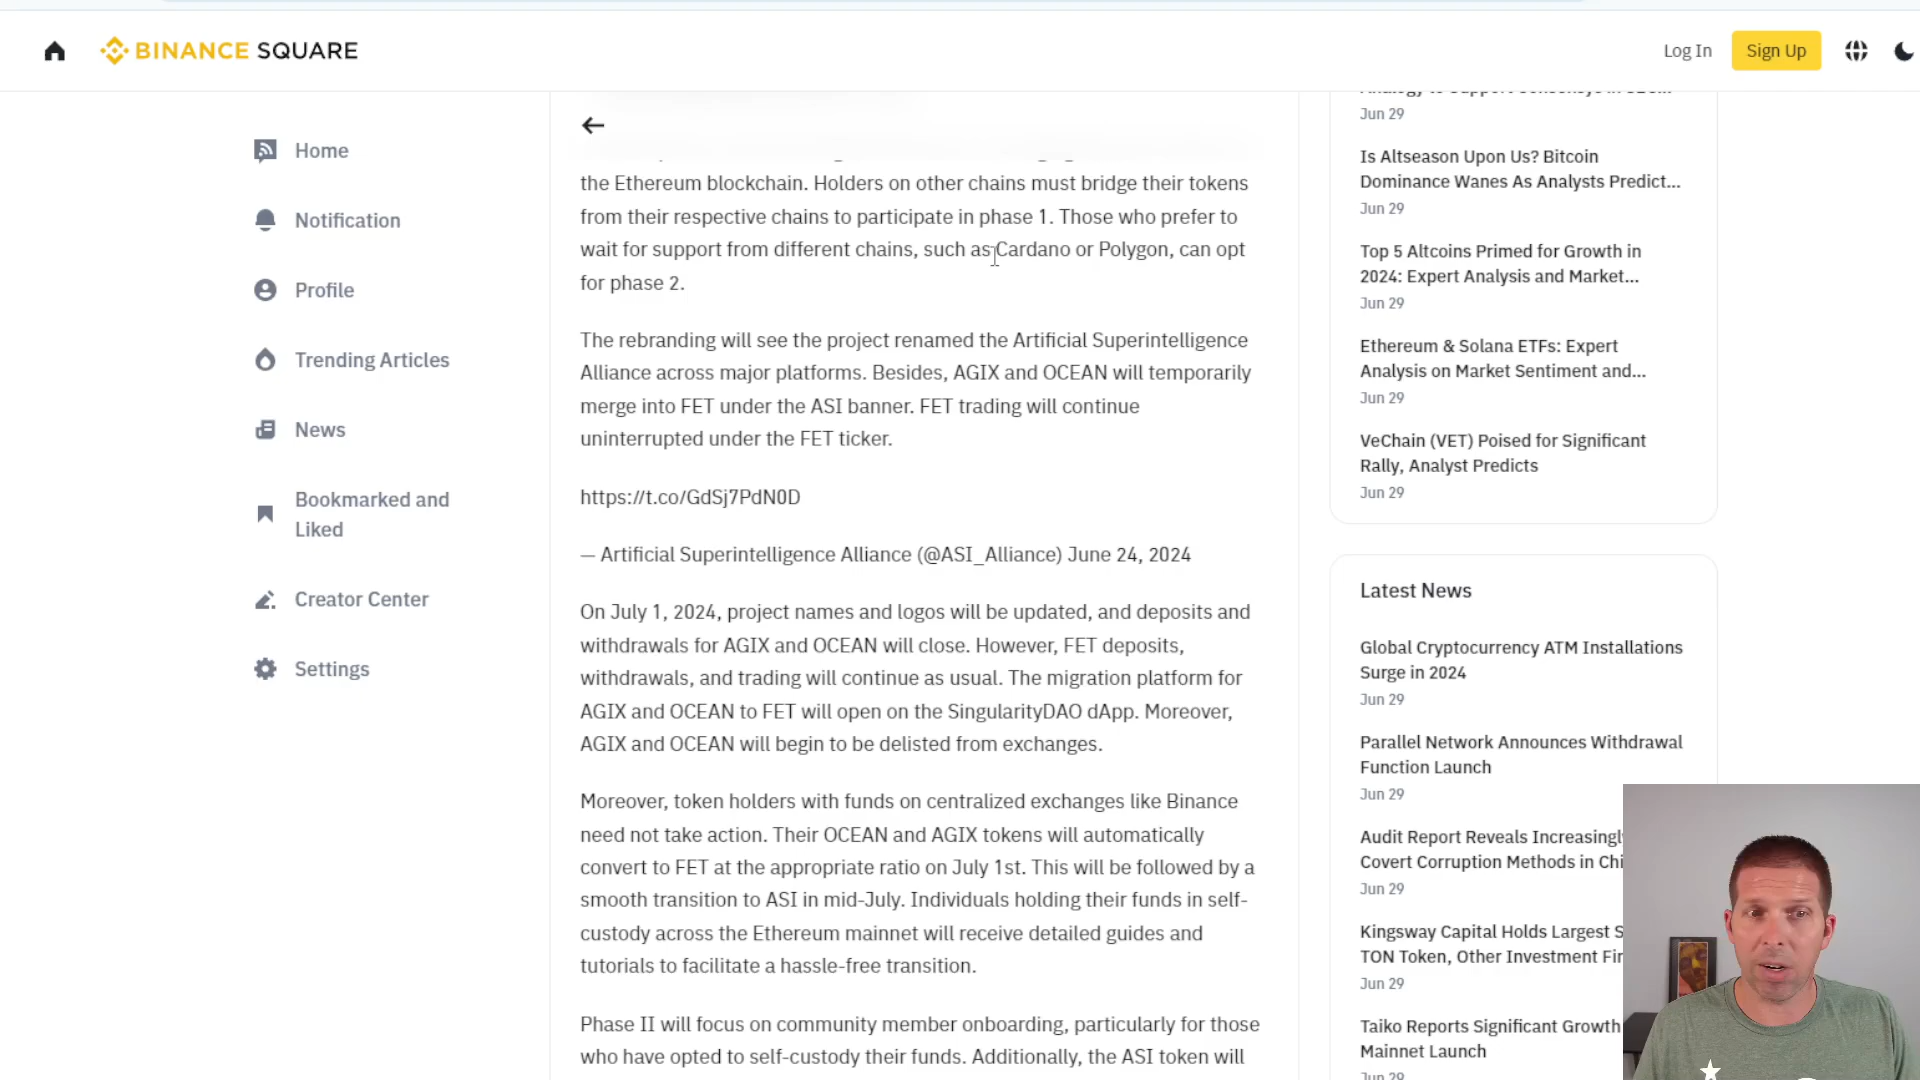 BINANCE SQUARE
Log In
Sign Up
Home
Notification
Profile
Trending Articles
News
Bookmarked and
Liked
Creator Center
Settings
the Ethereum blockchain. Holders on other chains must bridge their tokens
from their respective chains to participate in phase 1. Those who prefer to
wait for support from different chains, such as Cardano or Polygon, can opt
for phase 2.
The rebranding will see the project renamed the Artificial Superintelligence
Alliance across major platforms. Besides, AGIX and OCEAN will temporarily
merge into FET under the ASI banner. FET trading will continue
uninterrupted under the FET ticker.
https://t.co/GdSj7PdN0D
— Artificial Superintelligence Alliance (@ASI_Alliance) June 24, 2024
On July 1, 2024, project names and logos will be updated, and deposits and
withdrawals for AGIX and OCEAN will close. However, FET deposits,
withdrawals, and trading will continue as usual. The migration platform for
AGIX and OCEAN to FET will open on the SingularityDAO dApp. Moreover,
AGIX and OCEAN will begin to be delisted from exchanges.
Moreover, token holders with funds on centralized exchanges like Binance
need not take action. Their OCEAN and AGIX tokens will automatically
convert to FET at the appropriate ratio on July 1st. This will be followed by a
smooth transition to ASI in mid-July. Individuals holding their funds in self-
custody across the Ethereum mainnet will receive detailed guides and
tutorials to facilitate a hassle-free transition.
Phase II will focus on community member onboarding, particularly for those
who have opted to self-custody their funds. Additionally, the ASI token will
Jun 29
Is Altseason Upon Us? Bitcoin
Dominance Wanes As Analysts Predict...
Jun 29
Top 5 Altcoins Primed for Growth in
2024: Expert Analysis and Market...
Jun 29
Ethereum & Solana ETFs: Expert
Analysis on Market Sentiment and...
Jun 29
VeChain (VET) Poised for Significant
Rally, Analyst Predicts
Jun 29
Latest News
Global Cryptocurrency ATM Installations
Surge in 2024
Jun 29
Parallel Network Announces Withdrawal
Function Launch
Jun 29
Audit Report Reveals Increasingl
Covert Corruption Methods in Chi
Jun 29
Kingsway Capital Holds Largest S
TON Token, Other Investment Fir
Jun 29
Taiko Reports Significant Growth
Mainnet Launch
Jun 29